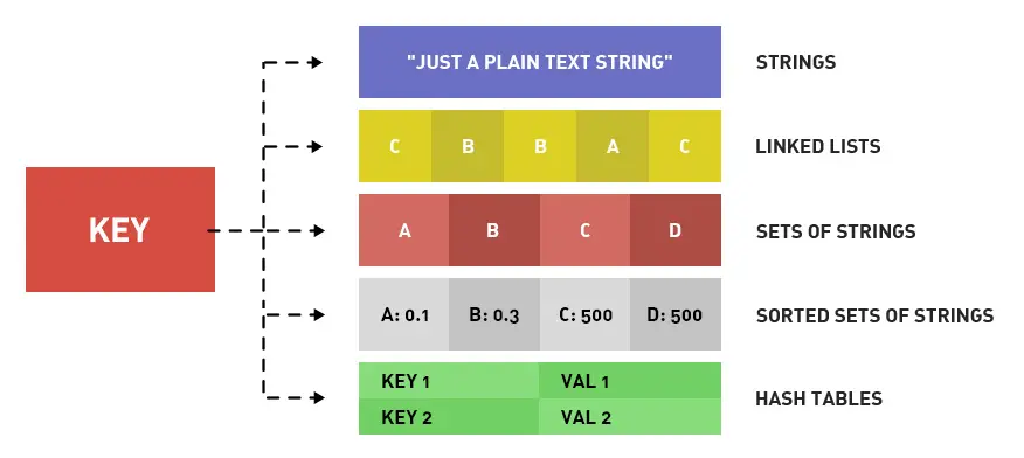 "JUST A PLAIN TEXT STRING" STRINGS
C B B A C LINKED LISTS
KEY
A B C D SETS OF STRINGS
A: 0.1 B: 0.3 C: 500 D: 500 SORTED SETS OF STRINGS
KEY 1 VAL 1
HASH TABLES
KEY 2 VAL 2